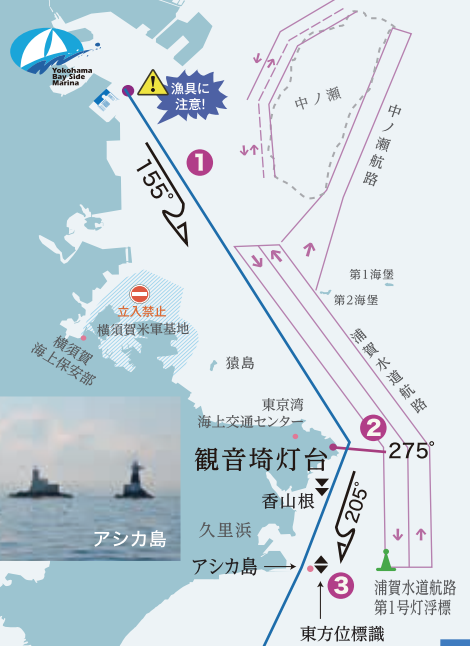 Yokohama
Bay Side
Marina
漁具に
注意!
中ノ瀬
中ノ瀬航路
1
155°
第1海堡
第2海堡
立入禁止
横須賀米軍基地
浦賀水道航路
横須賀
海上保安部
猿島
東京湾
海上交通センター
2
275°
観音埼灯台
香山根
205°
久里浜
アシカ島
アシカ島
3
浦賀水道航路
第1号灯浮標
東方位標識